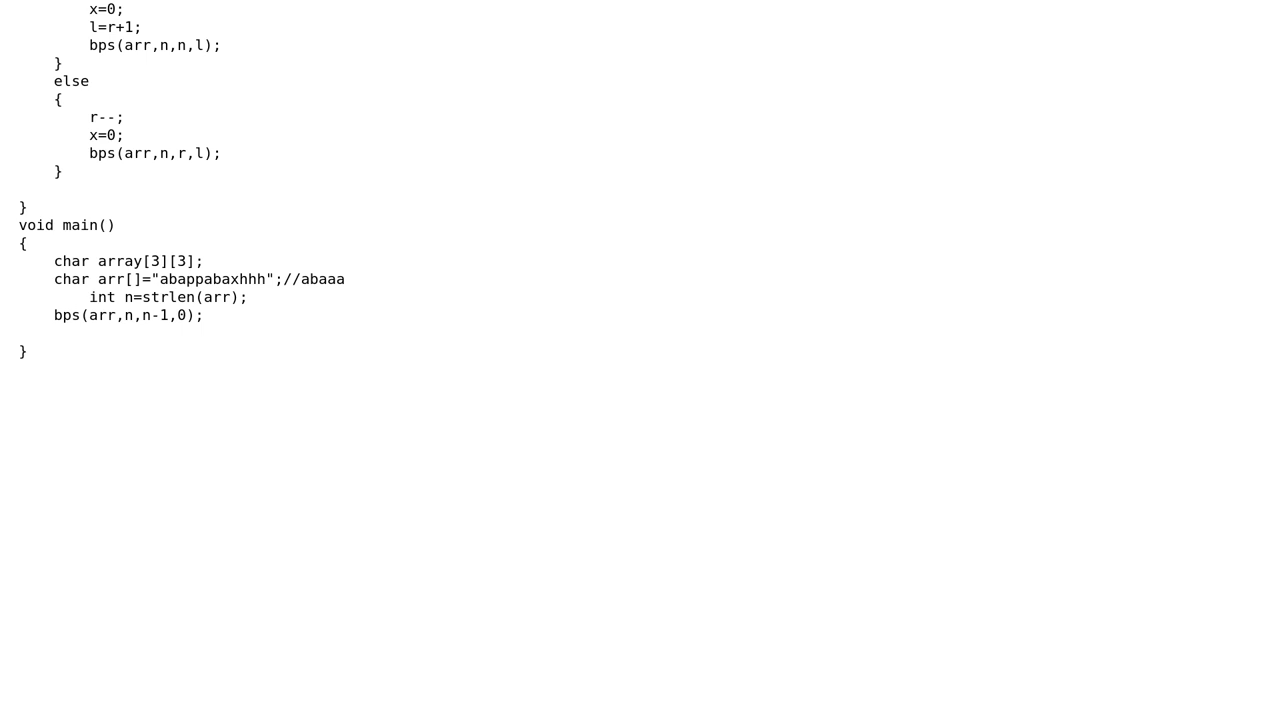 x=0;
        l=r+1;
        bps(arr,n,n,l);
    }
    else
    {
        r--;
        x=0;
        bps(arr,n,r,l);
    }

}
void main()
{
    char array[3][3];
    char arr[]="abappabaxhhh";//abaaa
        int n=strlen(arr);
    bps(arr,n,n-1,0);

}